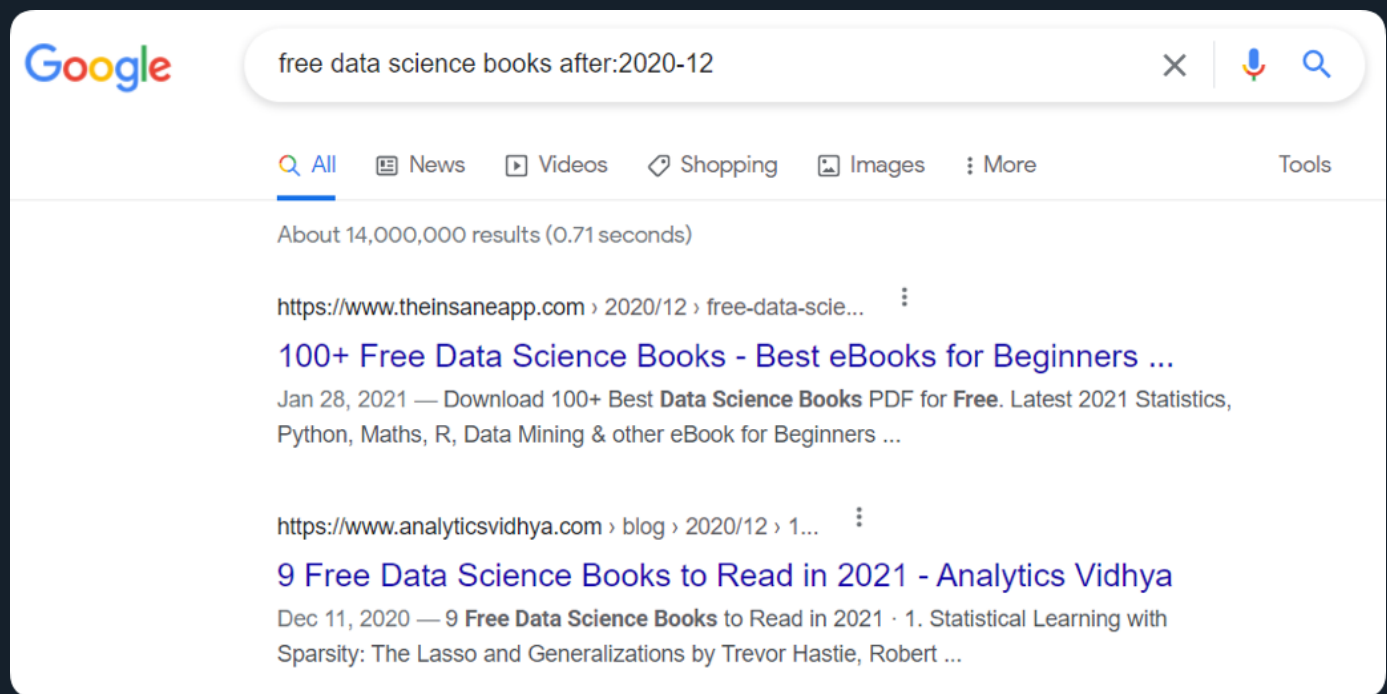 Google
free data science books after:2020-12
All News Videos Shopping Images More Tools
About 14,000,000 results (0.71 seconds)
https://www.theinsaneapp.com › 2020/12 › free-data-scie...
100+ Free Data Science Books - Best eBooks for Beginners ...
Jan 28, 2021 — Download 100+ Best Data Science Books PDF for Free. Latest 2021 Statistics,
Python, Maths, R, Data Mining & other eBook for Beginners ...
https://www.analyticsvidhya.com › blog › 2020/12 › 1...
9 Free Data Science Books to Read in 2021 - Analytics Vidhya
Dec 11, 2020 — 9 Free Data Science Books to Read in 2021 · 1. Statistical Learning with
Sparsity: The Lasso and Generalizations by Trevor Hastie, Robert ...